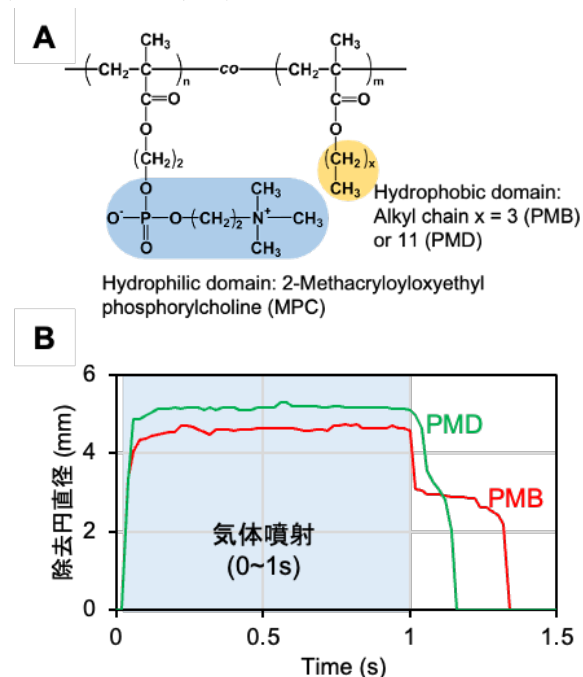 A
CH3
CH3
(CH2-C)n co (CH2-C)m
C=O
C=O
O
O
(CH2)2
(CH2)x
O
CH3
CH3
O- P O (CH2)2 N+ CH3
O
CH3
Hydrophobic domain:
Alkyl chain x = 3 (PMB)
or 11 (PMD)
Hydrophilic domain: 2-Methacryloyloxyethyl
phosphorylcholine (MPC)
B
除去円直径 (mm)
6
4
2
0
PMD
PMB
気体噴射
(0~1s)
0
0.5
1
1.5
Time (s)